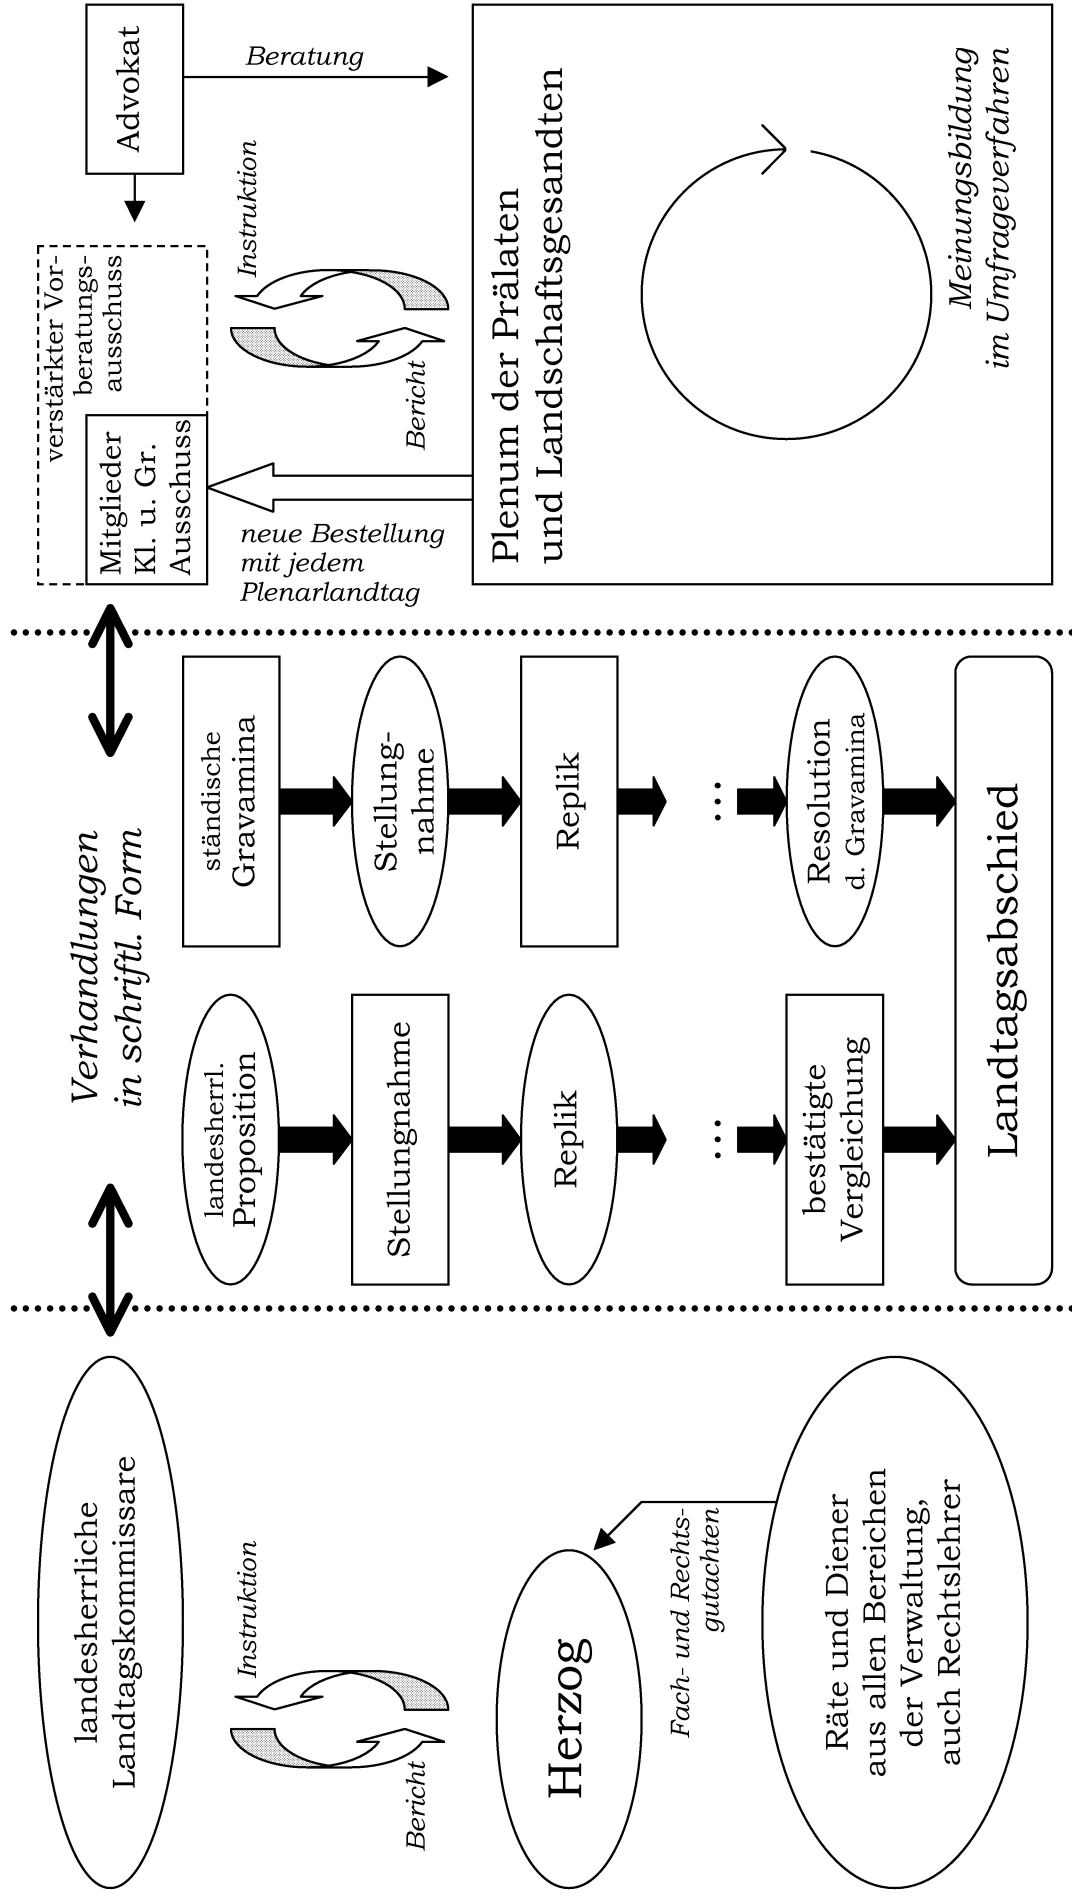 landesherrliche
Landtagskommissare
Instruktion
Bericht
Herzog
Fach- und Rechts-
gutachten
Räte und Diener
aus allen Bereichen
der Verwaltung,
auch Rechtslehrer
Verhandlungen
in schriftl. Form
landesherrl.
Proposition
Stellungnahme
Replik
...
bestätigte
Vergleichung
ständische
Gravamina
Stellung-
nahme
Replik
...
Resolution
d. Gravamina
Landtagsabschied
verstärkter Vor-
beratungs-
ausschuss
Mitglieder
Kl. u. Gr.
Ausschuss
Advokat
Beratung
Instruktion
Bericht
neue Bestellung
mit jedem
Plenarlandtag
Plenum der Prälaten
und Landschaftsgesandten
Meinungsbildung
im Umfrageverfahren